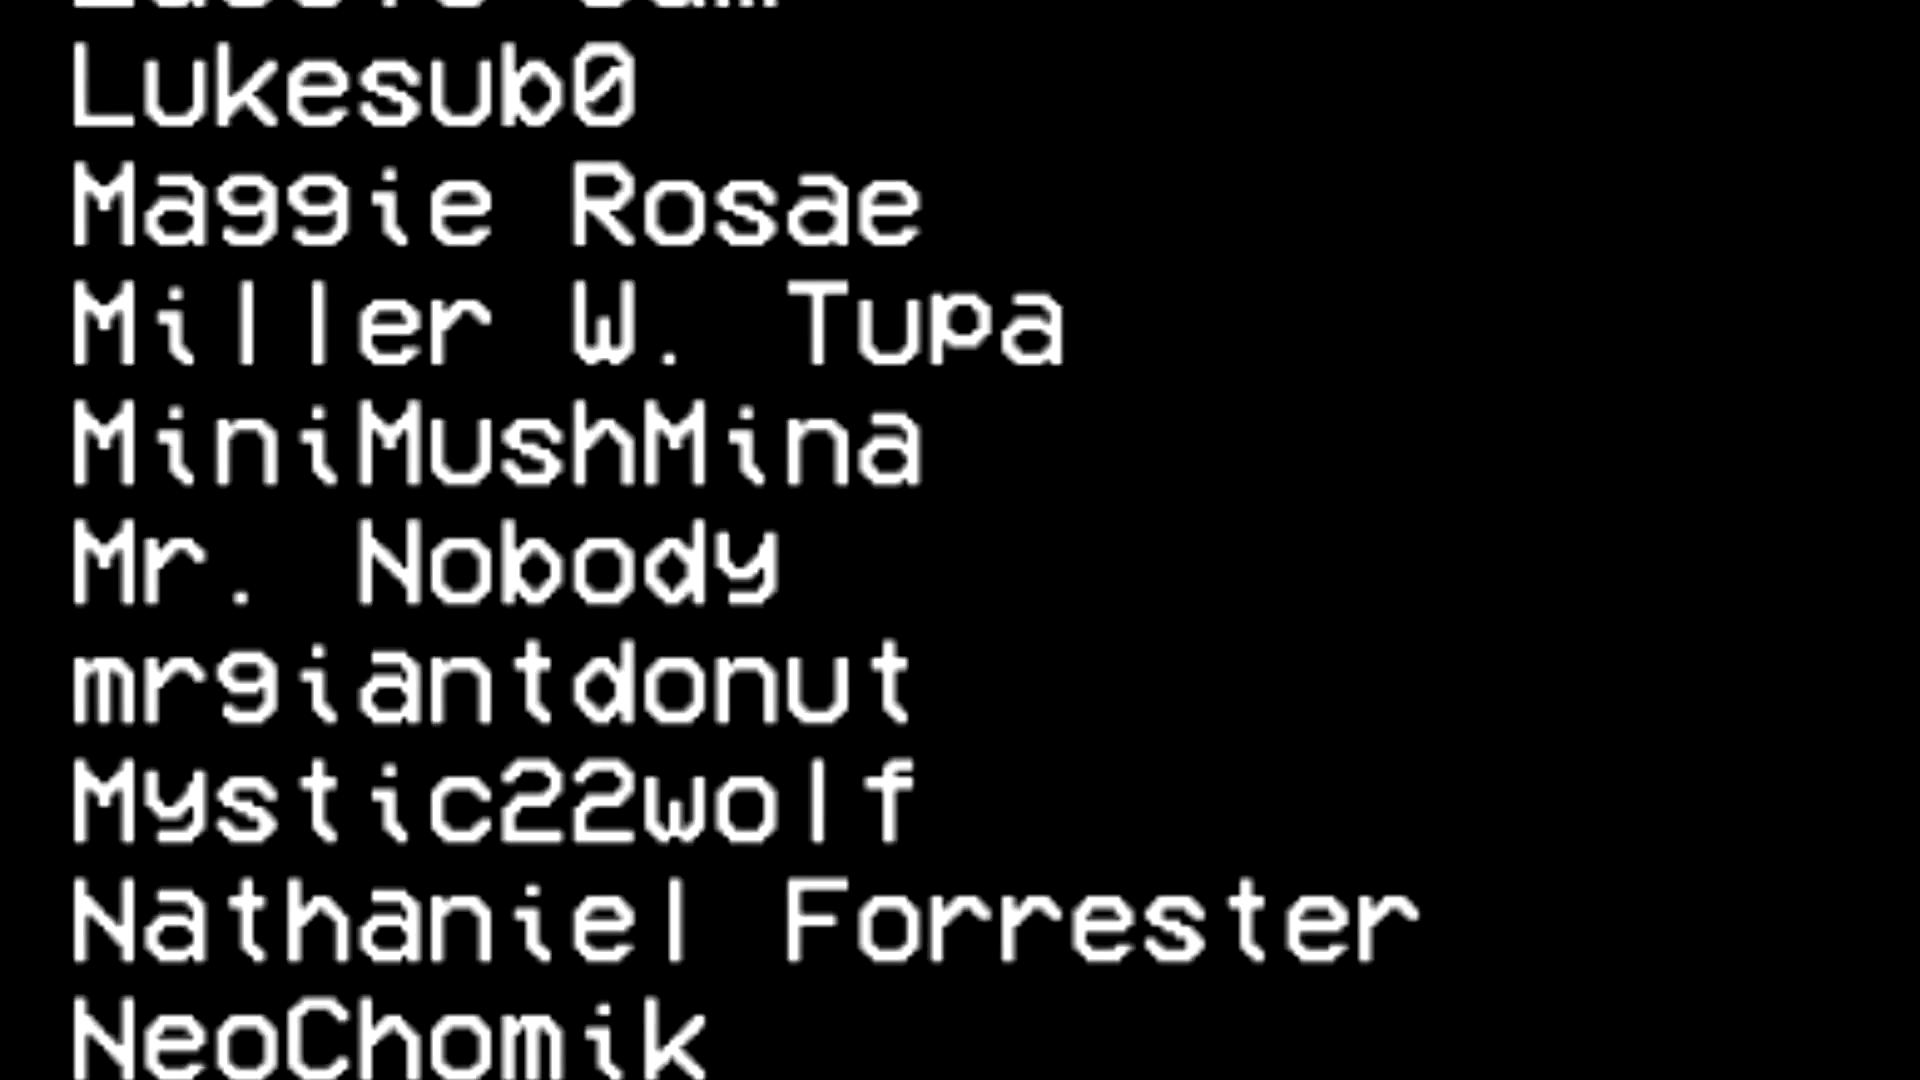 Lukesub0
Maggie Rosae
Miller W. Tupa
MiniMushMina
Mr. Nobody
mrgiantdonut
Mystic22wolf
Nathaniel Forrester
NeoChomik